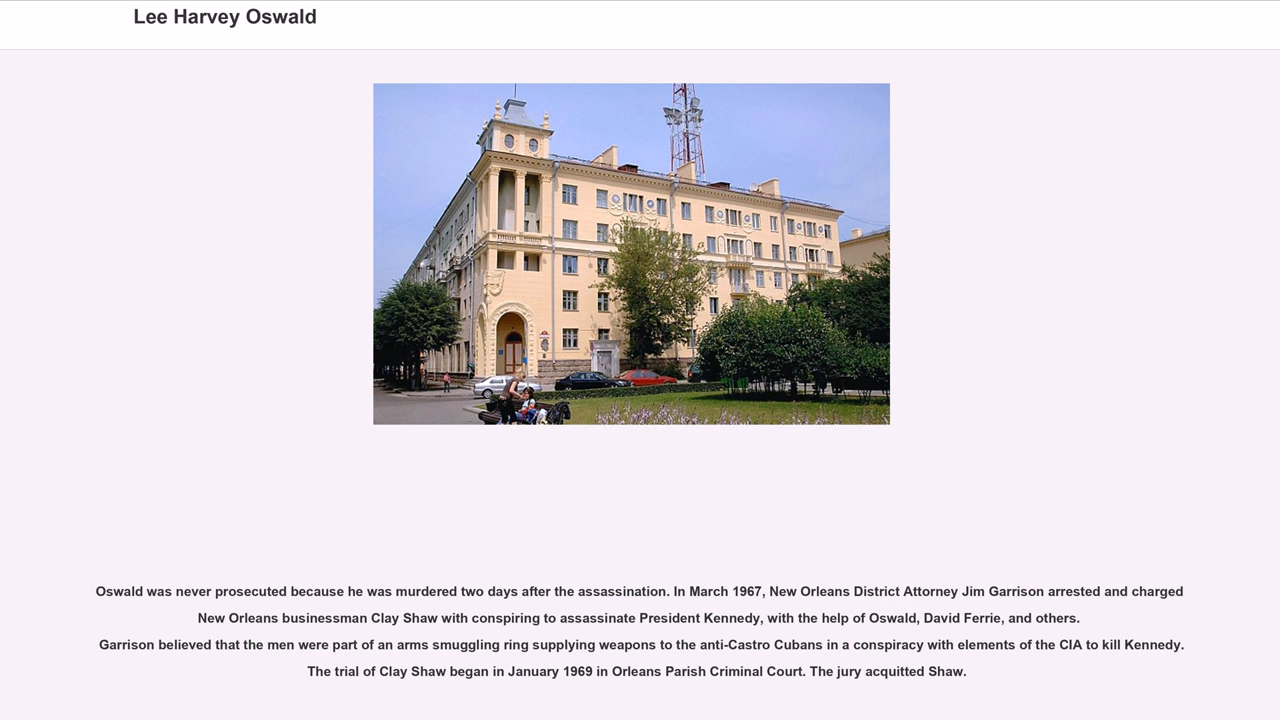 Lee Harvey Oswald
Oswald was never prosecuted because he was murdered two days after the assassination. In March 1967, New Orleans District Attorney Jim Garrison arrested and charged
New Orleans businessman Clay Shaw with conspiring to assassinate President Kennedy, with the help of Oswald, David Ferrie, and others.
Garrison believed that the men were part of an arms smuggling ring supplying weapons to the anti-Castro Cubans in a conspiracy with elements of the CIA to kill Kennedy.
The trial of Clay Shaw began in January 1969 in Orleans Parish Criminal Court. The jury acquitted Shaw.